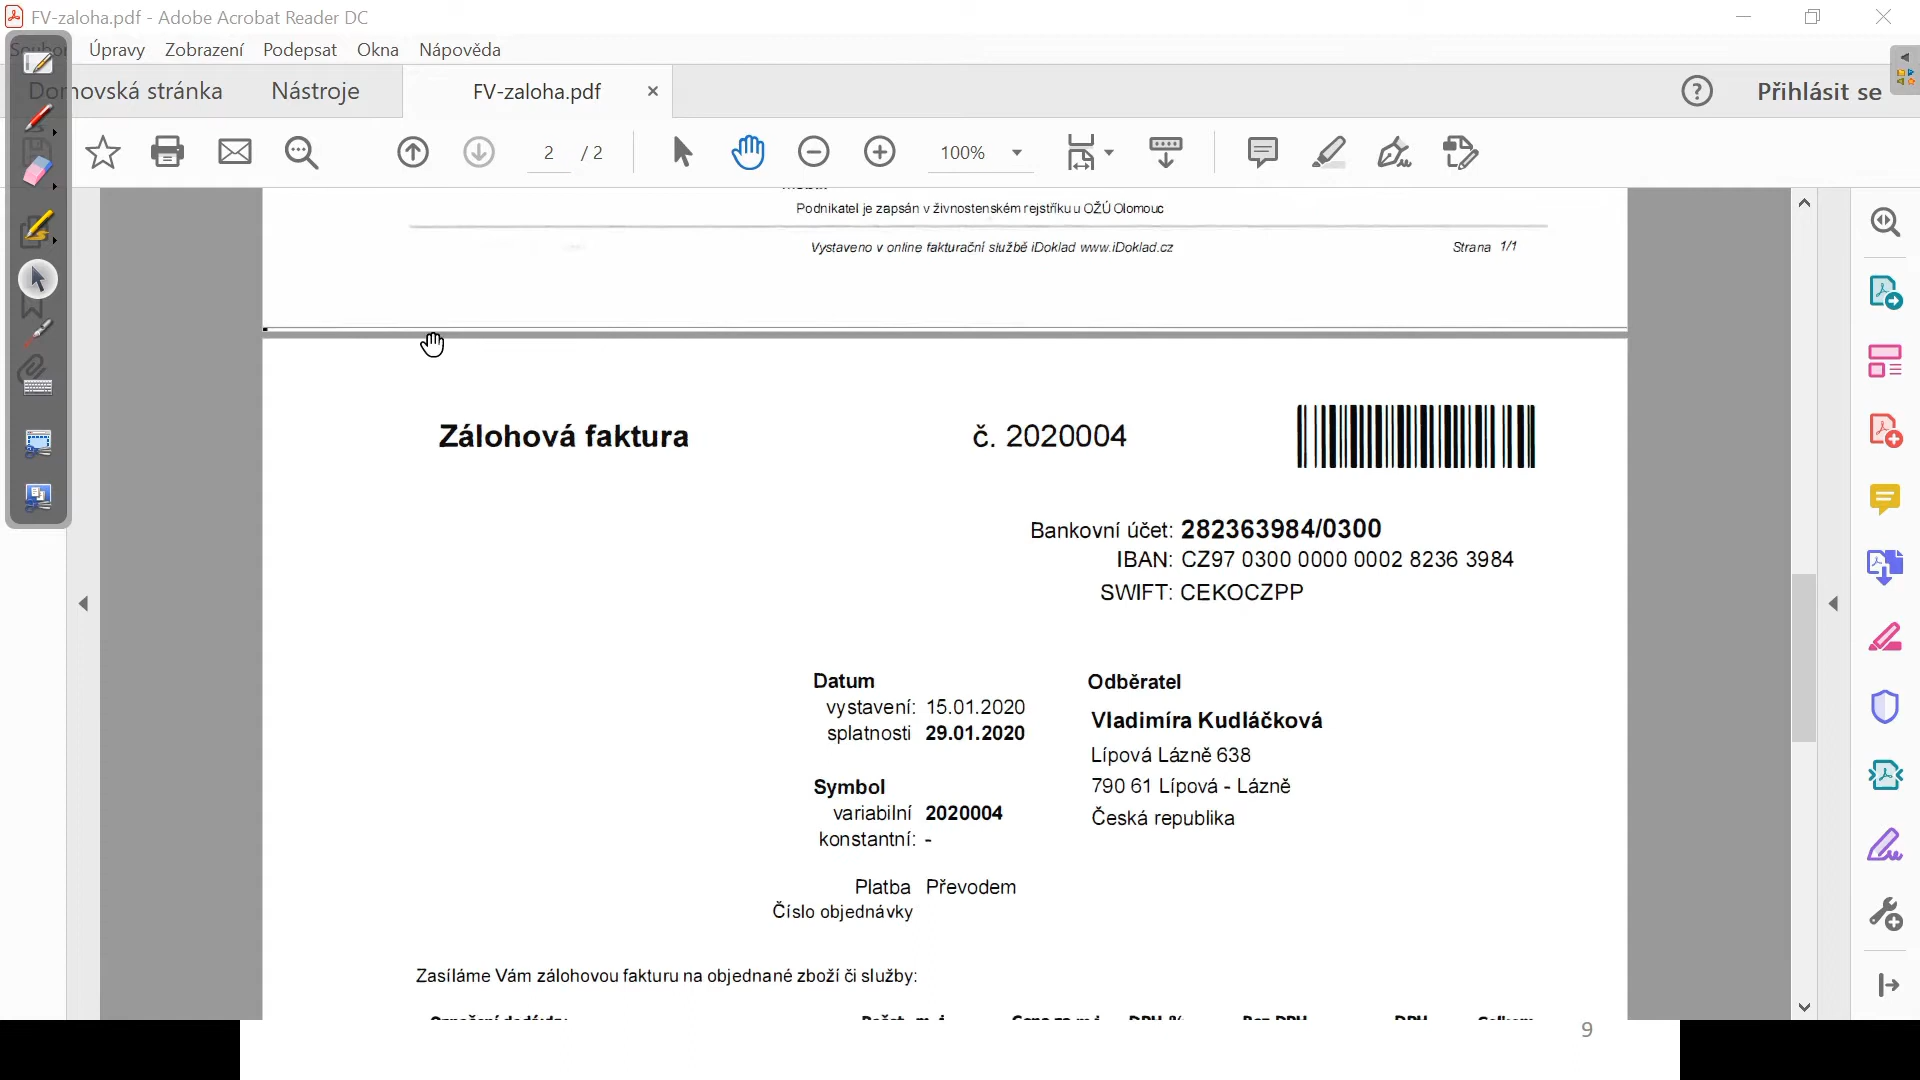 FV-zaloha.pdf - Adobe Acrobat Reader DC
Soubor Úpravy Zobrazení Podepsat Okna Nápověda
Domovská stránka Nástroje FV-zaloha.pdf × Přihlásit se
2 / 2 100%
Podnikatel je zapsán v živnostenském rejstříku u OŽÚ Olomouc
Vystaveno v online fakturační službě iDoklad www.iDoklad.cz Strana 1/1
Zálohová faktura č. 2020004
Bankovní účet: 282363984/0300
IBAN: CZ97 0300 0000 0002 8236 3984
SWIFT: CEKOCZPP
Datum
vystavení: 15.01.2020
splatnosti 29.01.2020
Symbol
variabilní 2020004
konstantní: -
Platba Převodem
Číslo objednávky
Odběratel
Vladimíra Kudláčková
Lípová Lázně 638
790 61 Lípová - Lázně
Česká republika
Zasíláme Vám zálohovou fakturu na objednané zboží či služby:
9